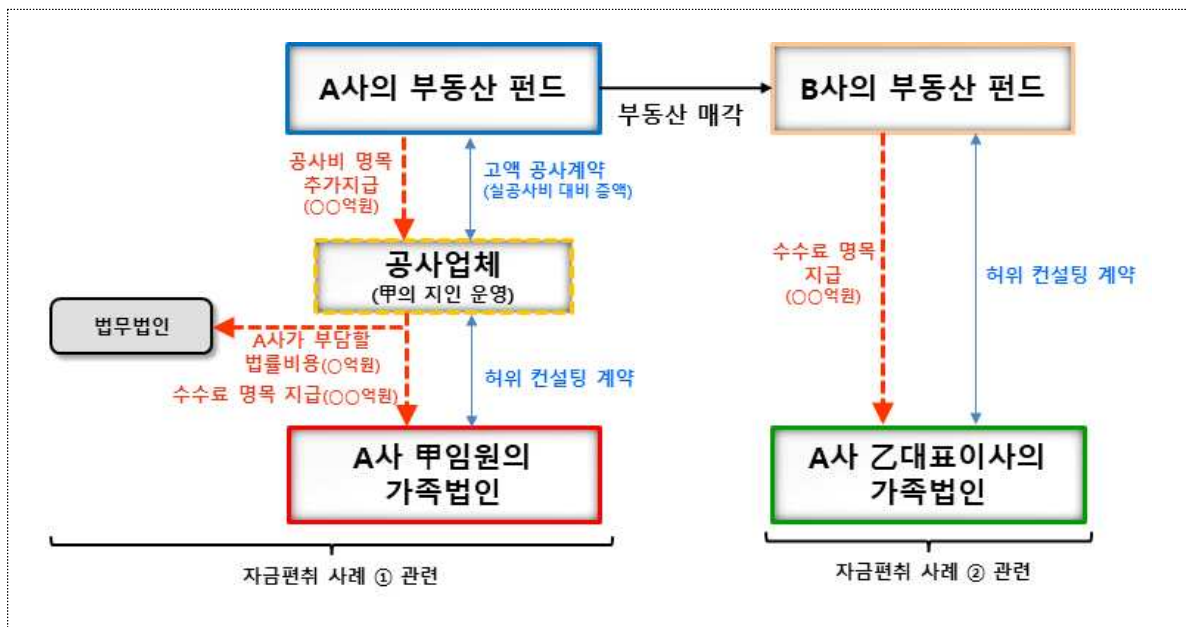 A사의 부동산 펀드
B사의 부동산 펀드
부동산 매각
공사비 명목
추가지급
(○○억원)
고액 공사계약
(실공사비 대비 증액)
공사업체
(甲의 지인 운영)
수수료 명목
지급
(○○억원)
허위 컨설팅 계약
법무법인
A사가 부담할
법률비용(○억원)
수수료 명목 지급(○○억원)
허위 컨설팅 계약
A사 甲임원의
가족법인
A사 乙대표이사의
가족법인
자금편취 사례 ① 관련
자금편취 사례 ② 관련